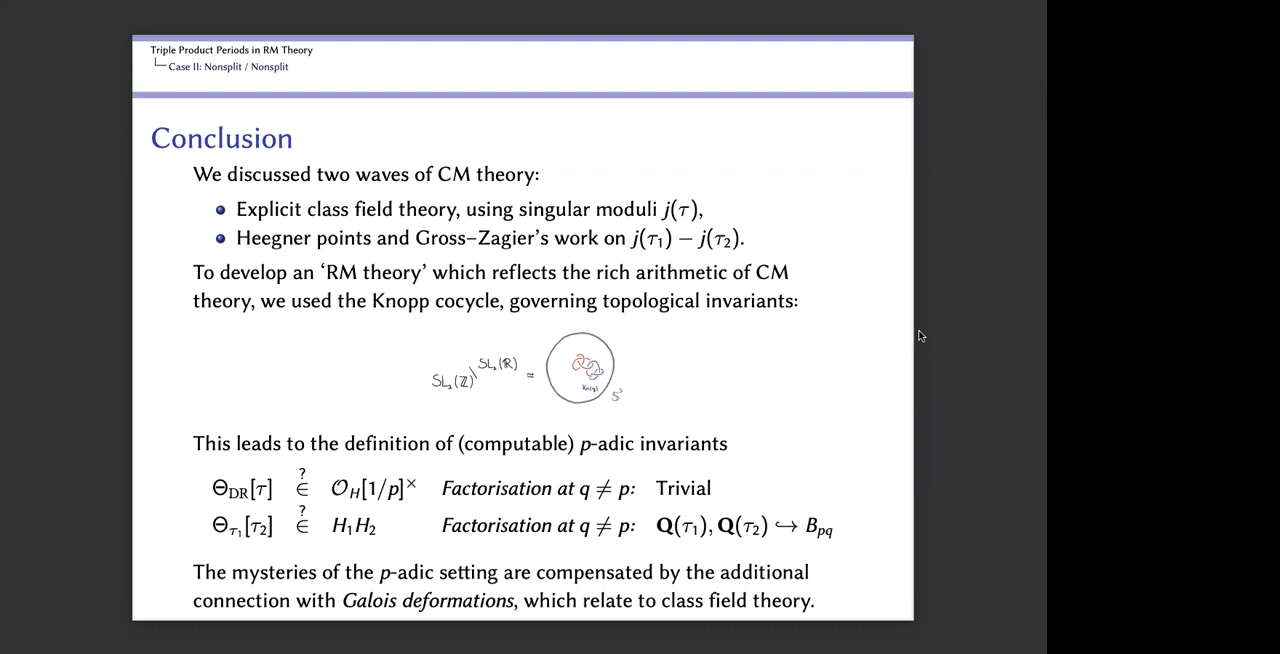 Triple Product Periods in RM Theory
Case II: Nonsplit / Nonsplit
Conclusion
We discussed two waves of CM theory:
Explicit class field theory, using singular moduli j(τ),
Heegner points and Gross–Zagier's work on j(τ₁) − j(τ₂).
To develop an ‘RM theory’ which reflects the rich arithmetic of CM
theory, we used the Knopp cocycle, governing topological invariants:
SL₂(ℤ)\SL₂(ℝ) ≃ S³
This leads to the definition of (computable) p-adic invariants
Θ_DR[τ] ?∈ 𝒪_H[1/p]^× Factorisation at q ≠ p: Trivial
Θ_τ₁[τ₂] ?∈ H₁H₂ Factorisation at q ≠ p: Q(τ₁), Q(τ₂) ↪ B_pq
The mysteries of the p-adic setting are compensated by the additional
connection with Galois deformations, which relate to class field theory.